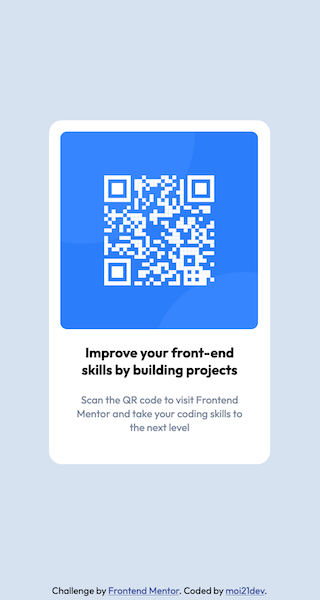 Improve your front-end
skills by building projects
Scan the QR code to visit Frontend
Mentor and take your coding skills to
the next level
Challenge by Frontend Mentor. Coded by moi21dev.